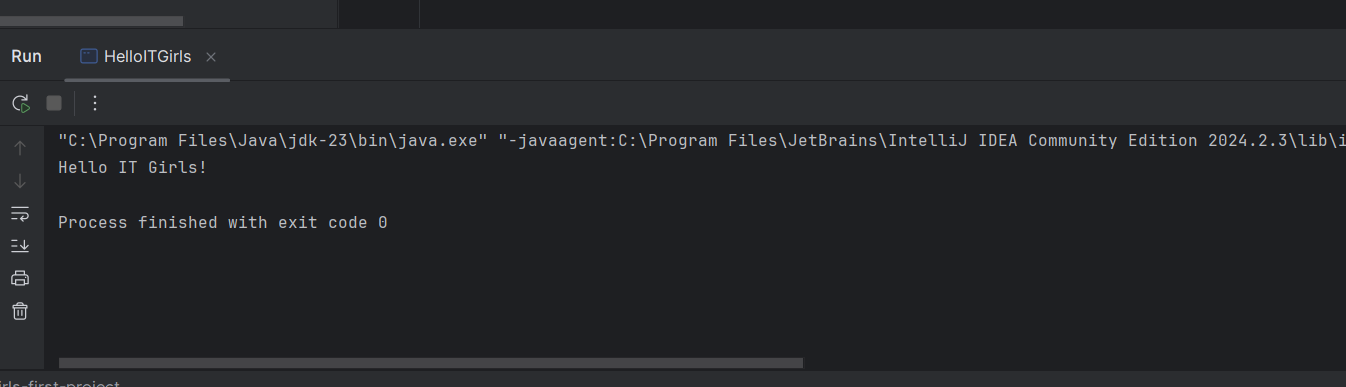 Run HelloITGirls
"C:\Program Files\Java\jdk-23\bin\java.exe" "-javaagent:C:\Program Files\JetBrains\IntelliJ IDEA Community Edition 2024.2.3\lib\i
Hello IT Girls!
Process finished with exit code 0
irls-first-project